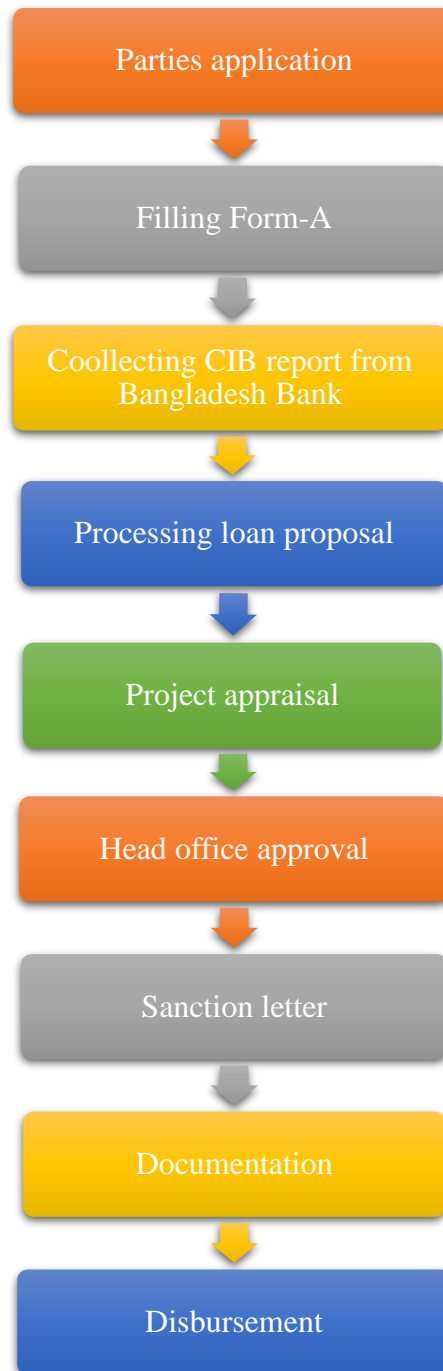 Parties application
Filling Form-A
Coollecting CIB report from
Bangladesh Bank
Processing loan proposal
Project appraisal
Head office approval
Sanction letter
Documentation
Disbursement